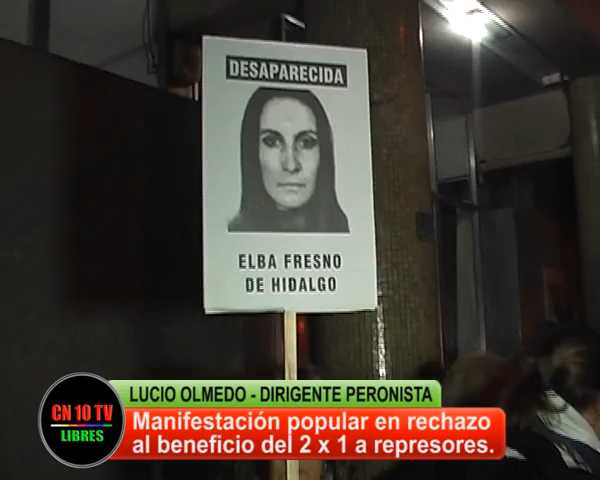 DESAPARECIDA
ELBA FRESNO
DE HIDALGO
LUCIO OLMEDO - DIRIGENTE PERONISTA
CN 10 TV
LIBRES
Manifestación popular en rechazo
al beneficio del 2 x 1 a represores.